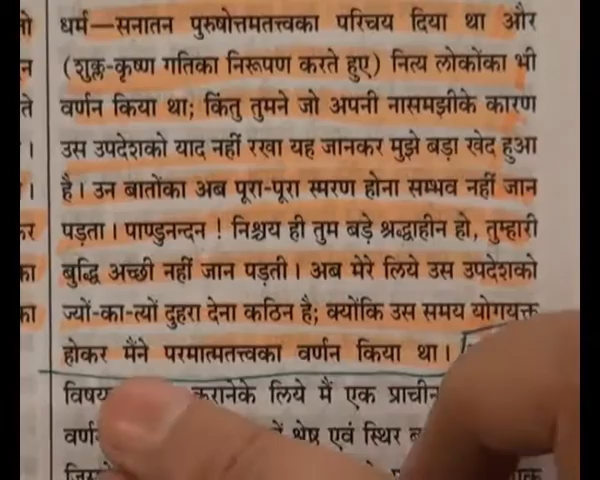 धर्म—सनातन पुरुषोत्तमतत्त्वका परिचय दिया था और
(शुक्ल-कृष्ण गतिका निरूपण करते हुए) नित्य लोकोंका भी
वर्णन किया था; किंतु तुमने जो अपनी नासमझीके कारण
उस उपदेशको याद नहीं रखा यह जानकर मुझे बड़ा खेद हुआ
है। उन बातोंका अब पूरा-पूरा स्मरण होना सम्भव नहीं जान
पड़ता। पाण्डुनन्दन! निश्चय ही तुम बड़े श्रद्धाहीन हो, तुम्हारी
बुद्धि अच्छी नहीं जान पड़ती। अब मेरे लिये उस उपदेशको
ज्यों-का-त्यों दुहरा देना कठिन है; क्योंकि उस समय योगयुक्त
होकर मैंने परमात्मतत्त्वका वर्णन किया था।
करानेके लिये मैं एक प्राचीन
श्रेष्ठ एवं स्थिर